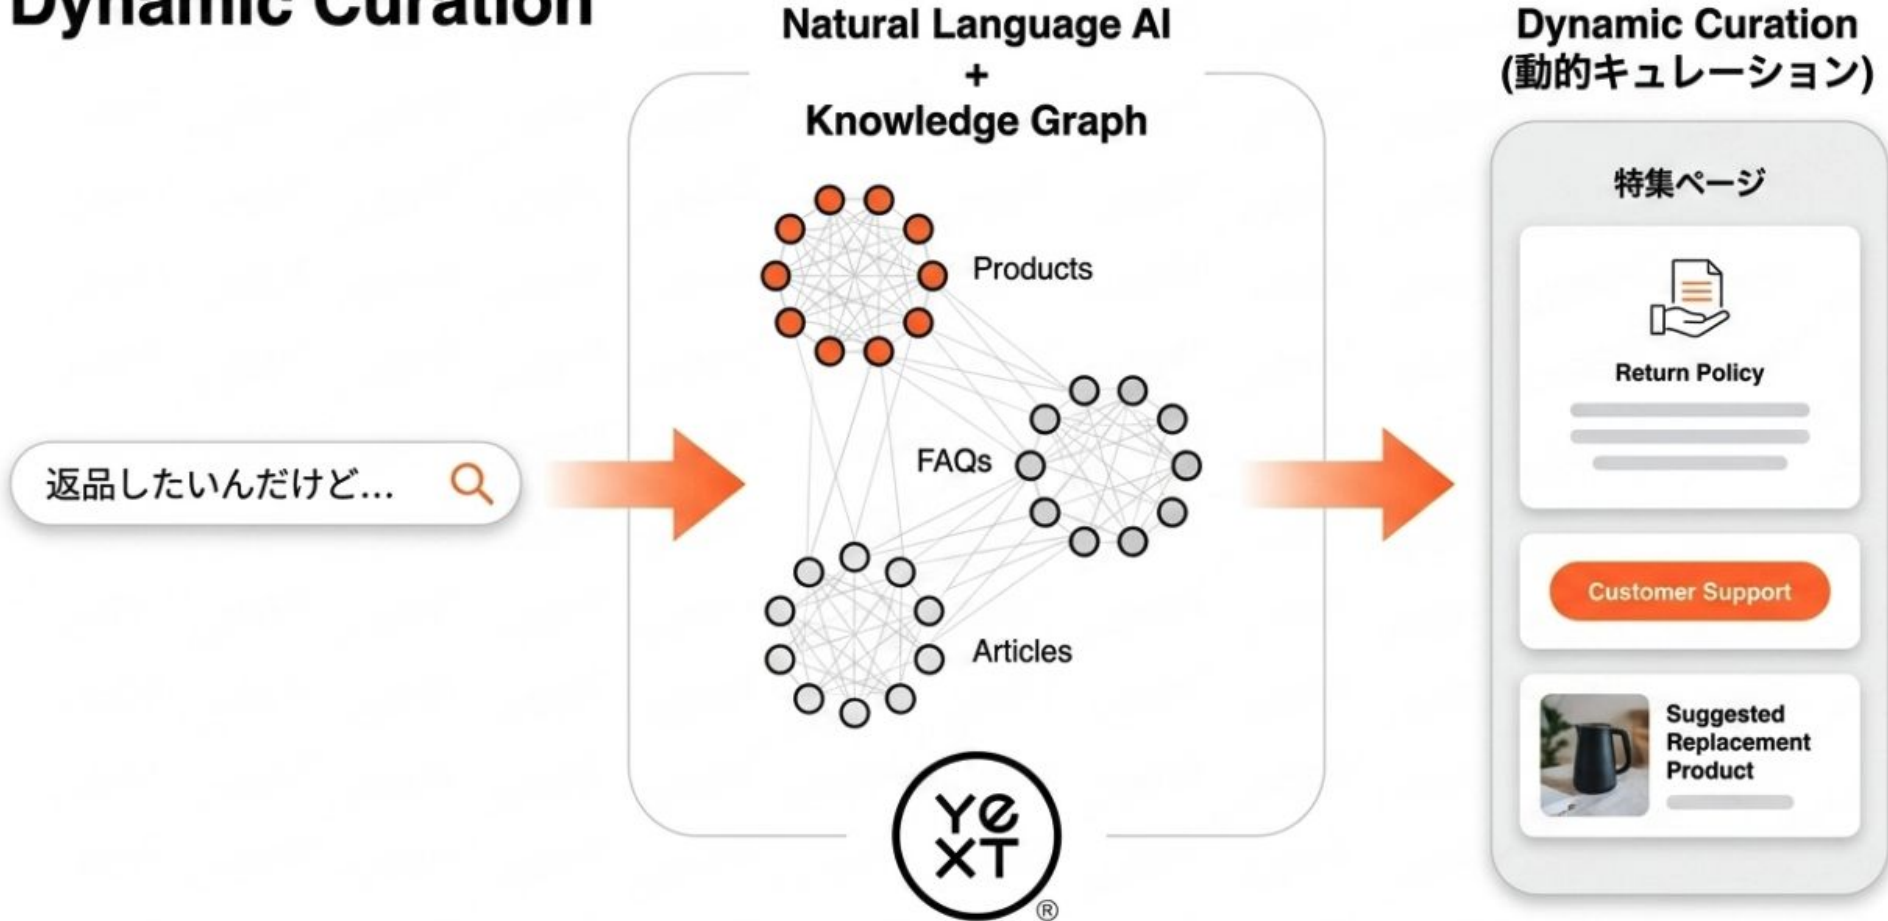 Dynamic Curation
返品したいんだけど...
Natural Language AI
+
Knowledge Graph
Products
FAQs
Articles
YeXT
®
Dynamic Curation
(動的キュレーション)
特集ページ
Return Policy
Customer Support
Suggested
Replacement
Product